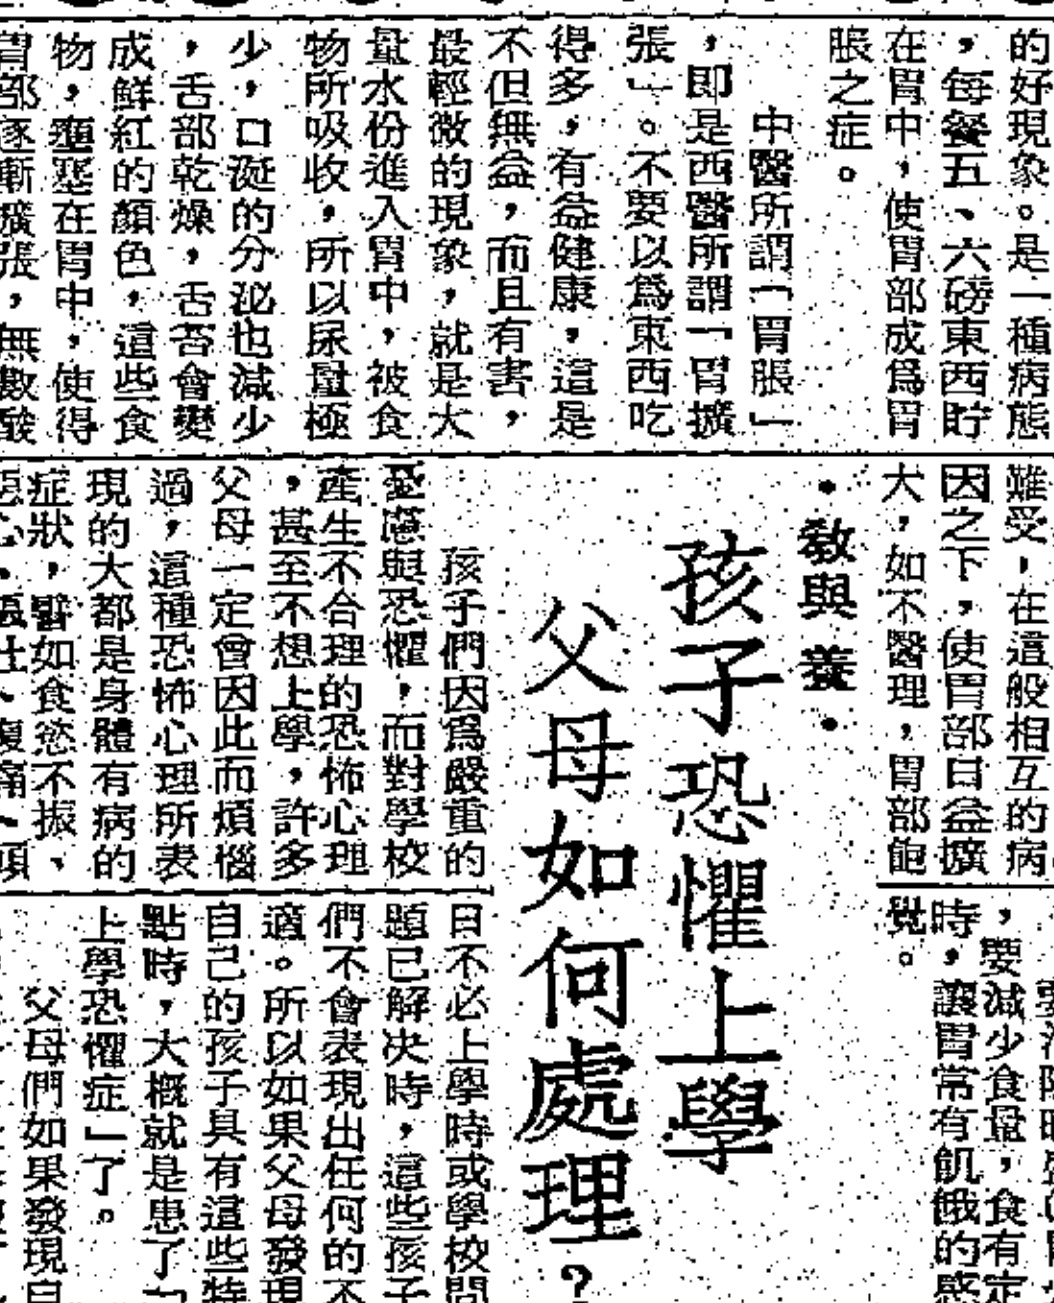 的好現象。是一種病態
，每餐五、六磅東西貯
在胃中，使胃部成爲胃
脹之症。
中醫所謂「胃脹」
，即是西醫所謂「胃擴
張」。不要以爲東西吃
得多，有益健康，這是
不但無益，而且有害，
最輕微的現象，就是大
量水份進入胃中，被食
物所吸收，所以尿量極
少，口涎的分泌也減少
，舌部乾燥，舌苔會變
成鮮紅的顏色，這些食
物，壅塞在胃中，使得
胃部逐漸擴張，無數酸
難受，在這般相互的病
因之下，使胃部日益擴
大，如不醫理，胃部飽
，要減少食量，食有定
時，讓胃常有飢餓的感
覺。
·教與養·
孩子恐懼上學
父母如何處理？
孩子們因爲嚴重的
憂慮與恐懼，而對學校
產生不合理的恐怖心理
，甚至不想上學，許多
父母一定會因此而煩惱
過，這種恐怖心理所表
現的大都是身體有病的
症狀，譬如食慾不振、
日不必上學時或學校問
題已解决時，這些孩子
們不會表現出任何的不
適。所以如果父母發現
自己的孩子具有這些特
點時，大概就是患了「
上學恐懼症」了。
父母們如果發現自